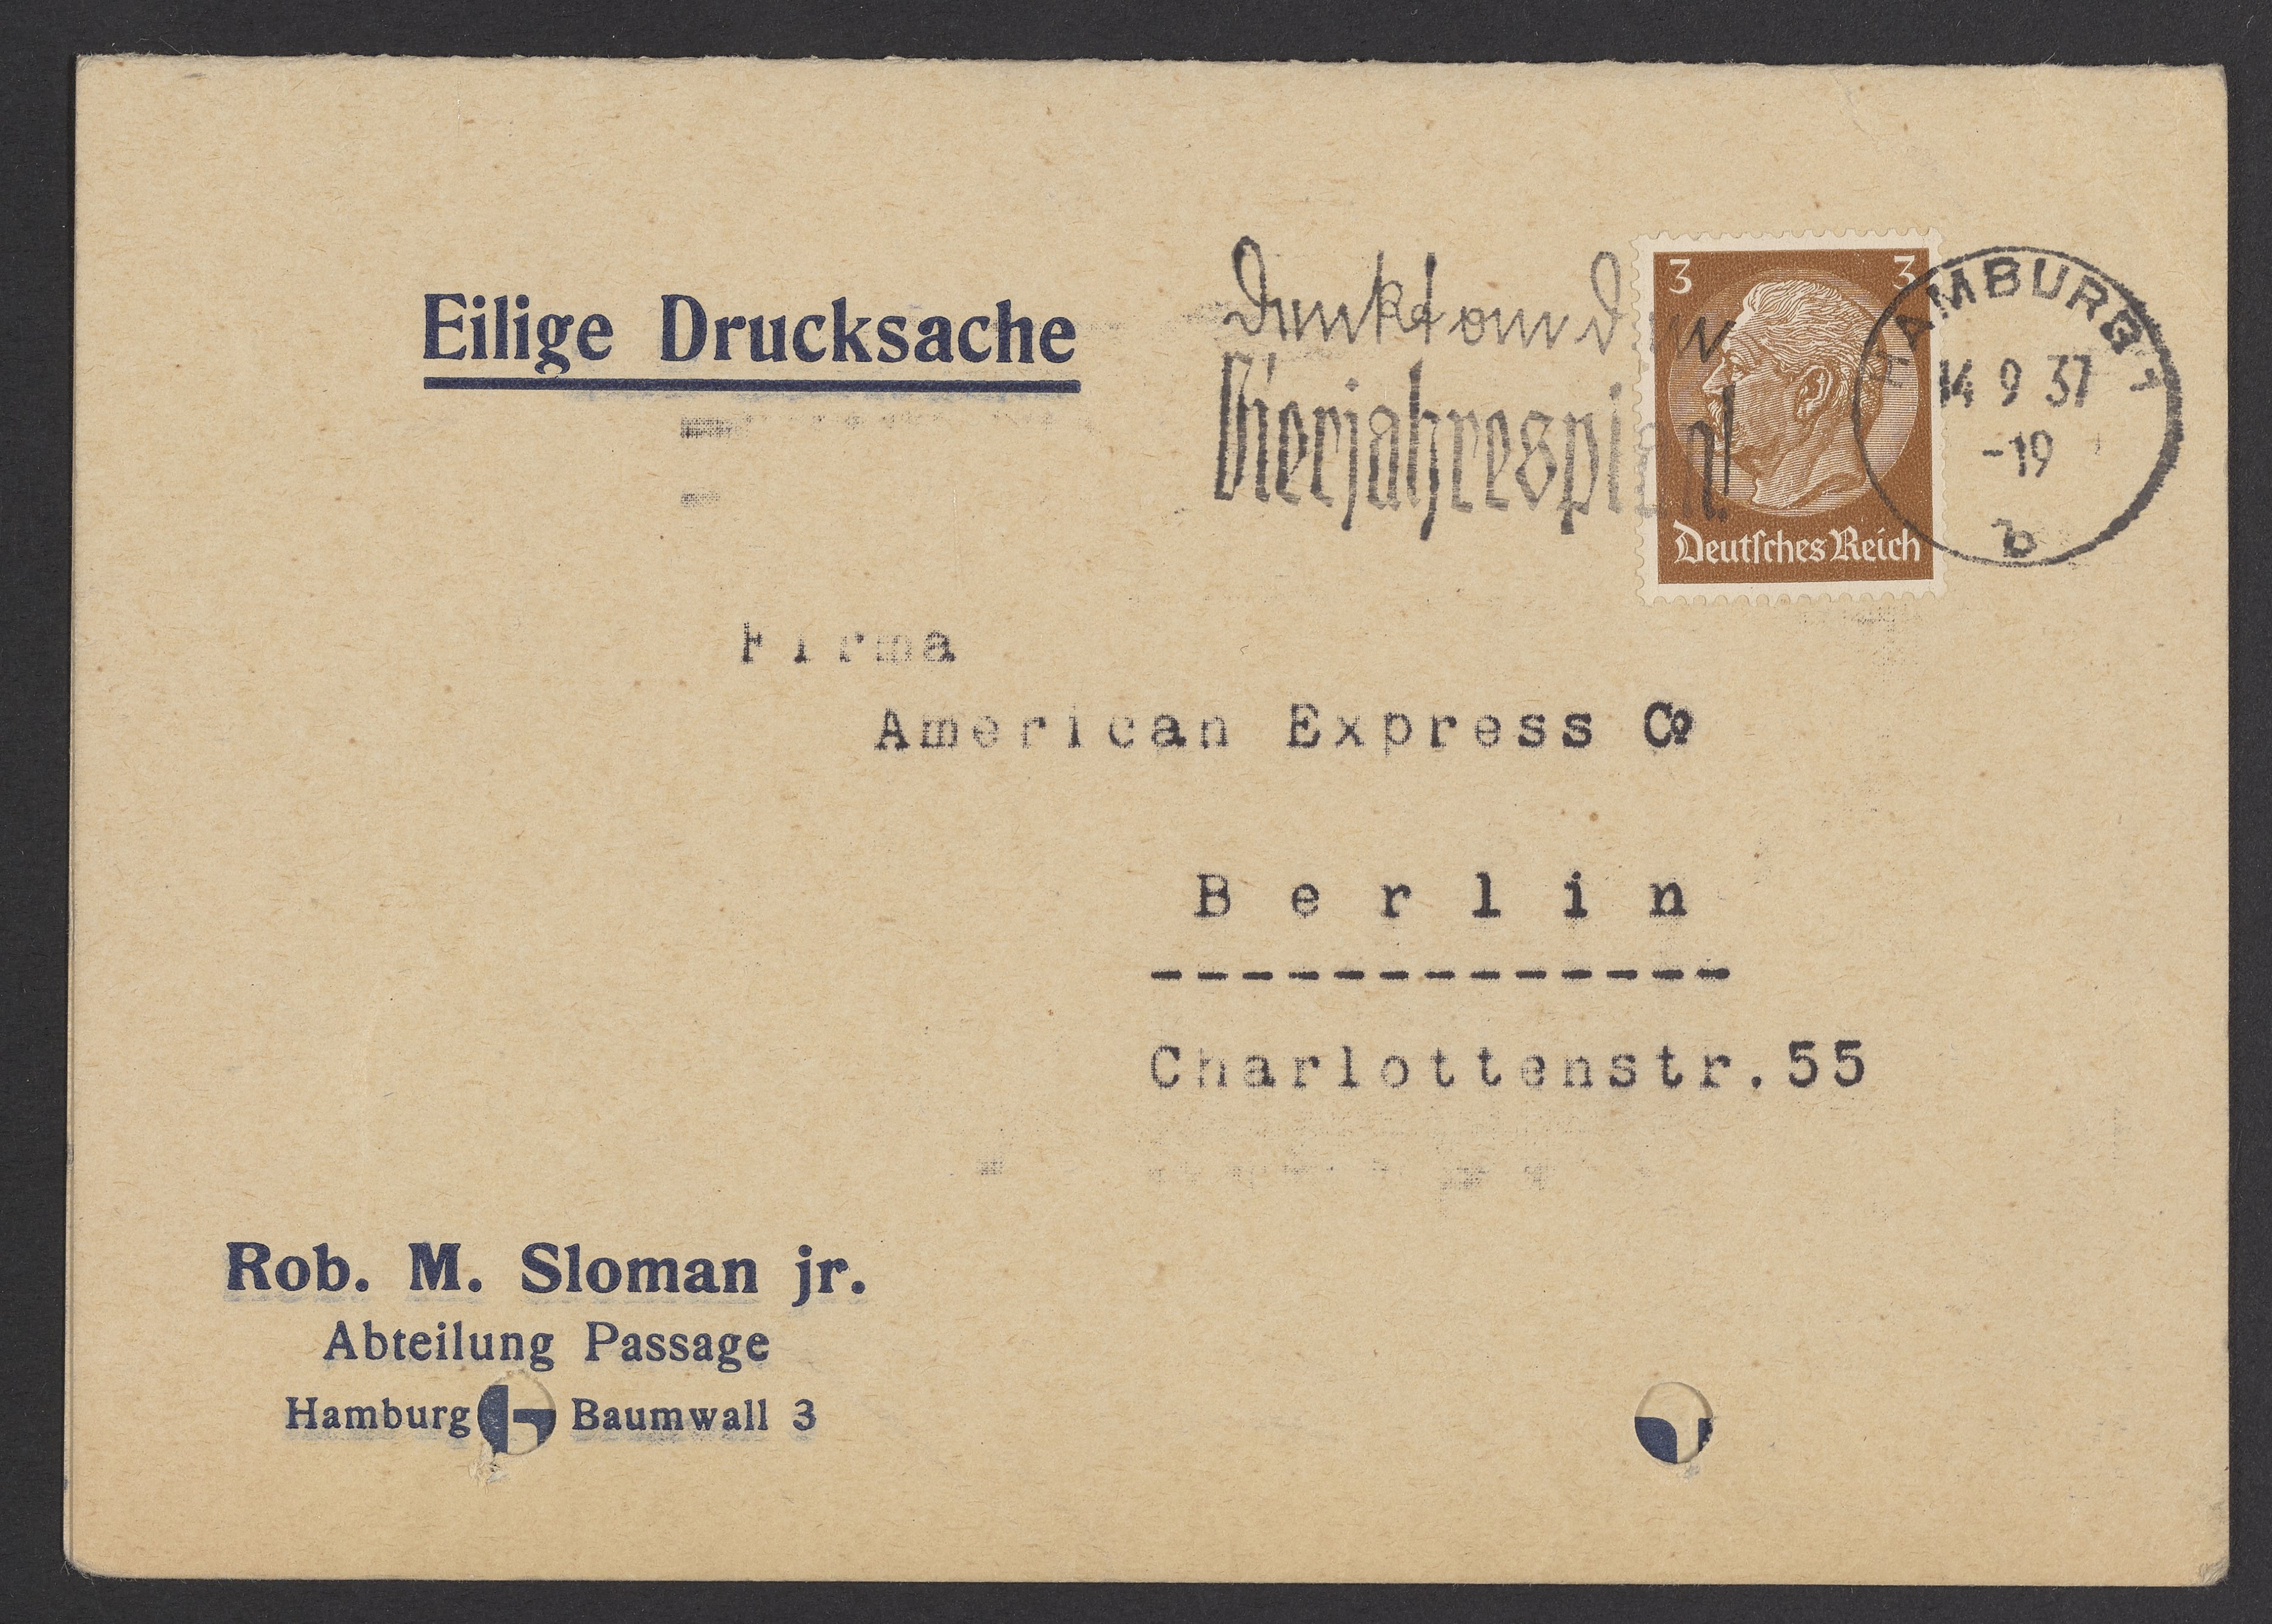 Eilige Drucksache
Denkt an den
Vierjahresplan!
3 3
Deutsches Reich
HAMBURG 1
14 9 37
-19
b
Firma
American Express Co
Berlin
--------------
Charlottenstr.55
Rob. M. Sloman jr.
Abteilung Passage
Hamburg Baumwall 3